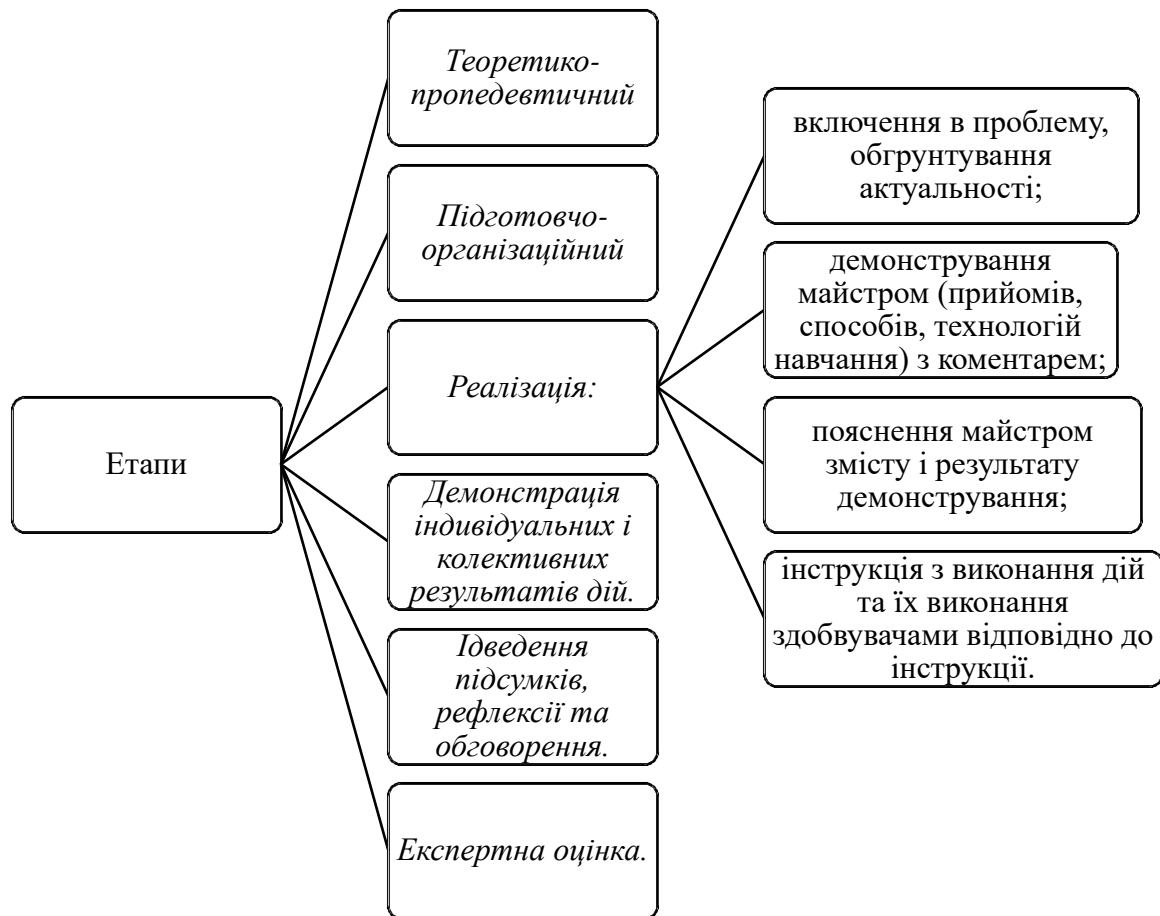 Етапи
Теоретико-
пропедевтичний
Підготовчо-
організаційний
Реалізація:
Демонстрація
індивідуальних і
колективних
результатів дій.
Ідведення
підсумків,
рефлексії та
обговорення.
Експертна оцінка.
включення в проблему,
обгрунтування
актуальності;
демонстрування
майстром (прийомів,
способів, технологій
навчання) з коментарем;
пояснення майстром
змісту і результату
демонстрування;
інструкція з виконання дій
та їх виконання
здобвувачами відповідно до
інструкції.